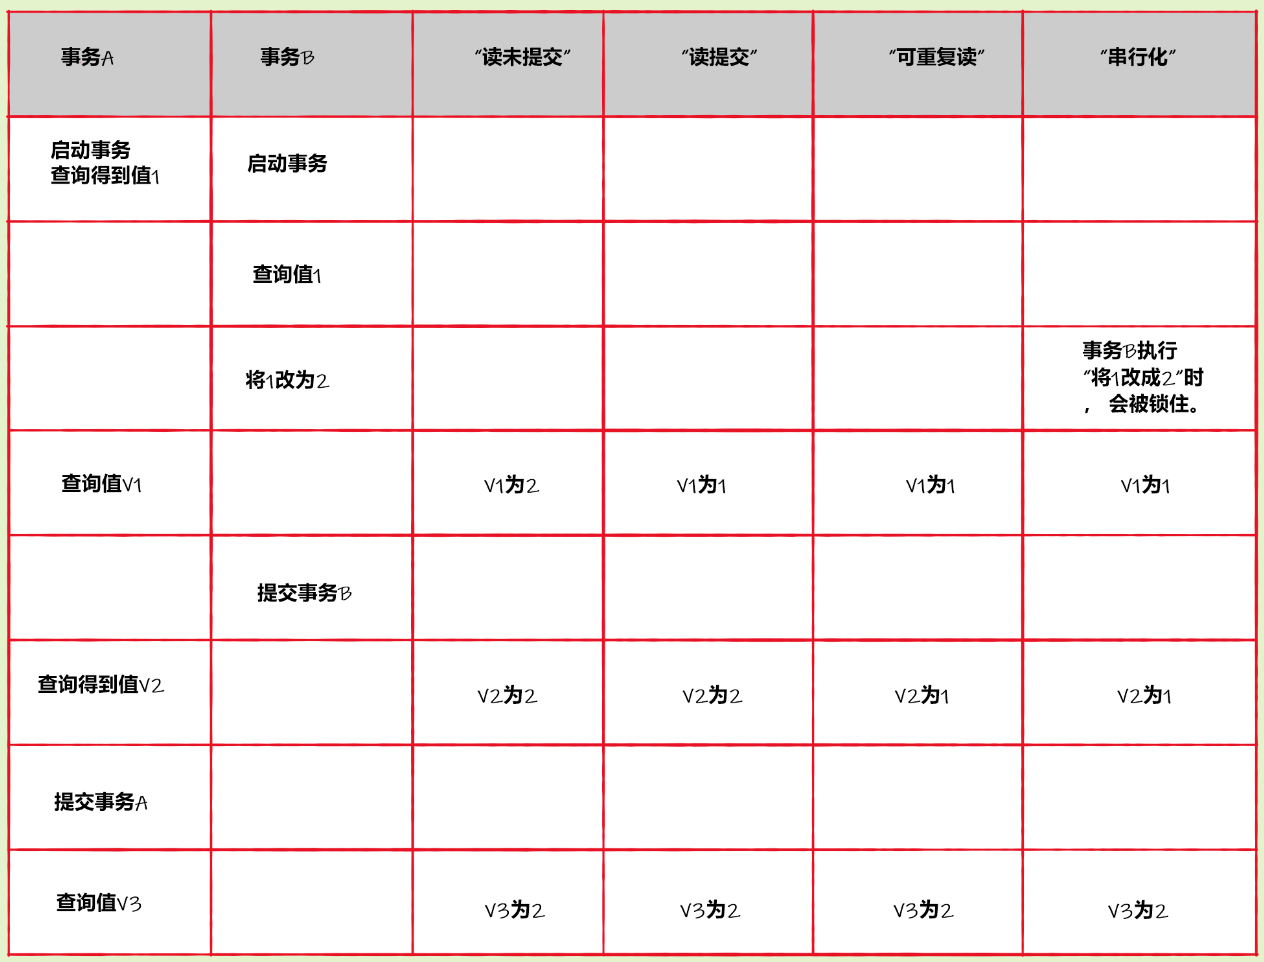 事务A
事务B
"读未提交"
"读提交"
"可重复读"
"串行化"
启动事务
查询得到值1
启动事务
查询值1
将1改为2
事务B执行
"将1改成2"时
， 会被锁住。
查询值V1
V1为2
V1为1
V1为1
V1为1
提交事务B
查询得到值V2
V2为2
V2为2
V2为1
V2为1
提交事务A
查询值V3
V3为2
V3为2
V3为2
V3为2